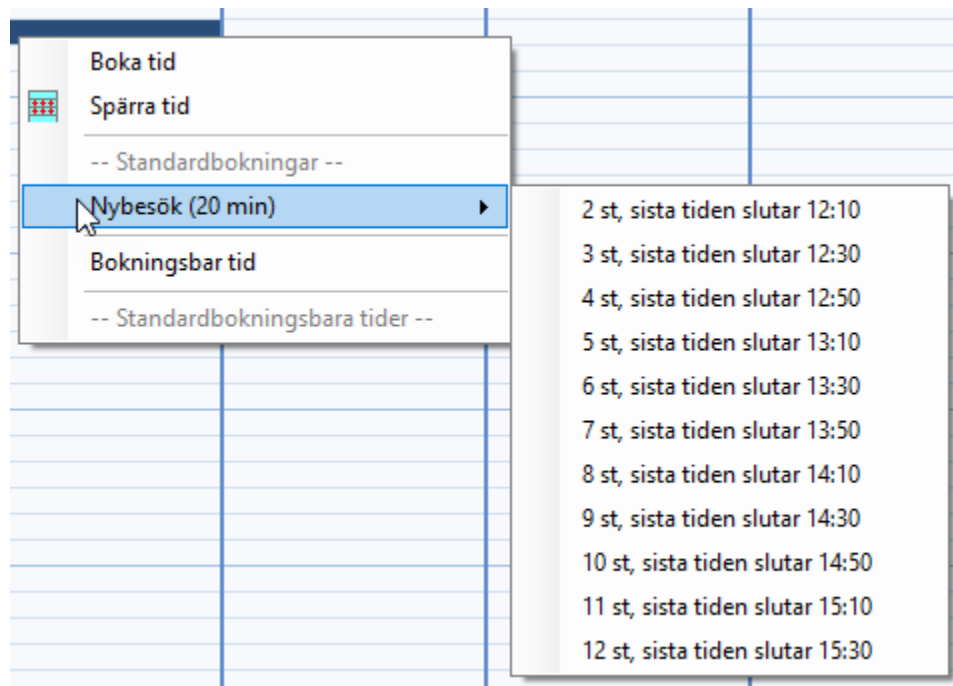 Boka tid
Spärra tid
-- Standardbokningar --
Nybesök (20 min)
Bokningsbar tid
-- Standardbokningsbara tider --
2 st, sista tiden slutar 12:10
3 st, sista tiden slutar 12:30
4 st, sista tiden slutar 12:50
5 st, sista tiden slutar 13:10
6 st, sista tiden slutar 13:30
7 st, sista tiden slutar 13:50
8 st, sista tiden slutar 14:10
9 st, sista tiden slutar 14:30
10 st, sista tiden slutar 14:50
11 st, sista tiden slutar 15:10
12 st, sista tiden slutar 15:30